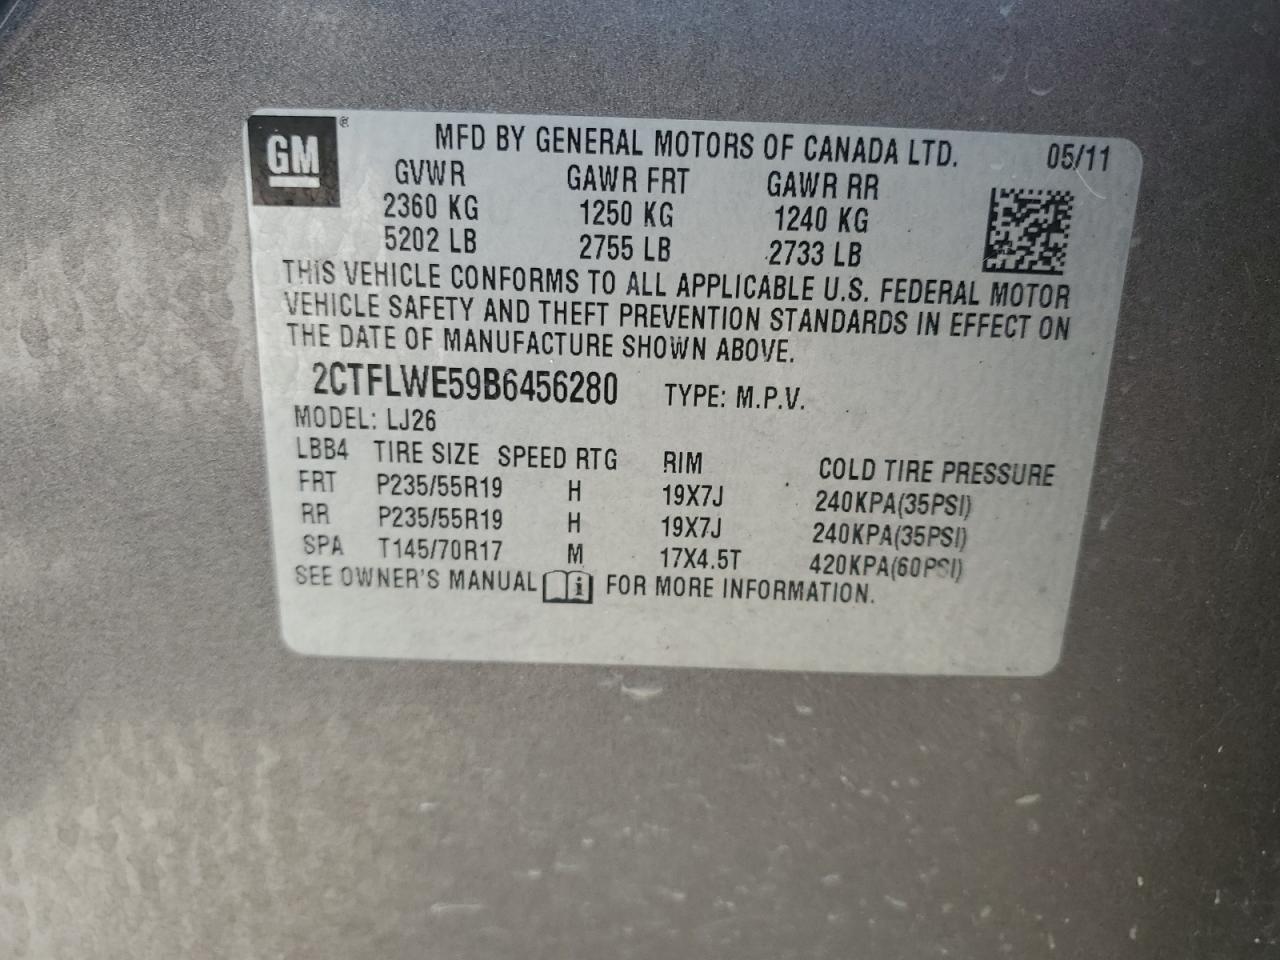 GM ®
MFD BY GENERAL MOTORS OF CANADA LTD. 05/11
GVWR GAWR FRT GAWR RR
2360 KG 1250 KG 1240 KG
5202 LB 2755 LB 2733 LB
THIS VEHICLE CONFORMS TO ALL APPLICABLE U.S. FEDERAL MOTOR
VEHICLE SAFETY AND THEFT PREVENTION STANDARDS IN EFFECT ON
THE DATE OF MANUFACTURE SHOWN ABOVE.
2CTFLWE59B6456280 TYPE: M.P.V.
MODEL: LJ26
LBB4 TIRE SIZE SPEED RTG RIM COLD TIRE PRESSURE
FRT P235/55R19 H 19X7J 240KPA(35PSI)
RR P235/55R19 H 19X7J 240KPA(35PSI)
SPA T145/70R17 M 17X4.5T 420KPA(60PSI)
SEE OWNER'S MANUAL i FOR MORE INFORMATION.